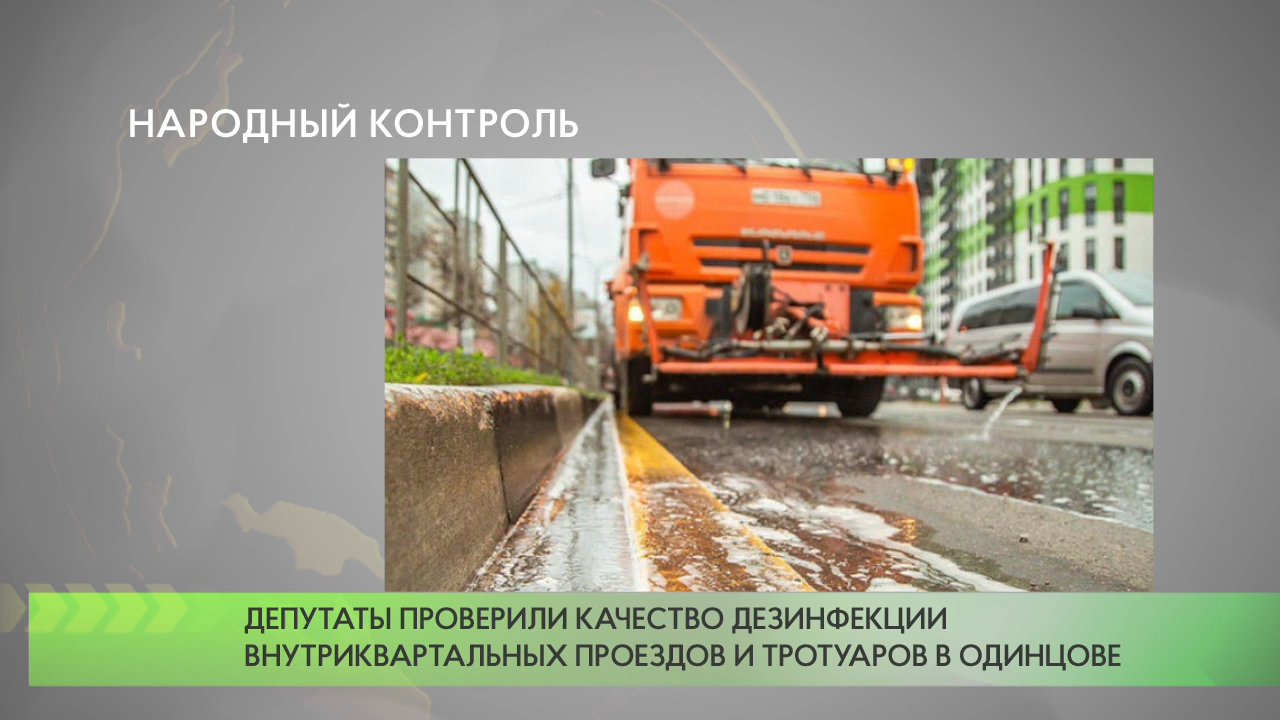 НАРОДНЫЙ КОНТРОЛЬ
ДЕПУТАТЫ ПРОВЕРИЛИ КАЧЕСТВО ДЕЗИНФЕКЦИИ
ВНУТРИКВАРТАЛЬНЫХ ПРОЕЗДОВ И ТРОТУАРОВ В ОДИНЦОВЕ